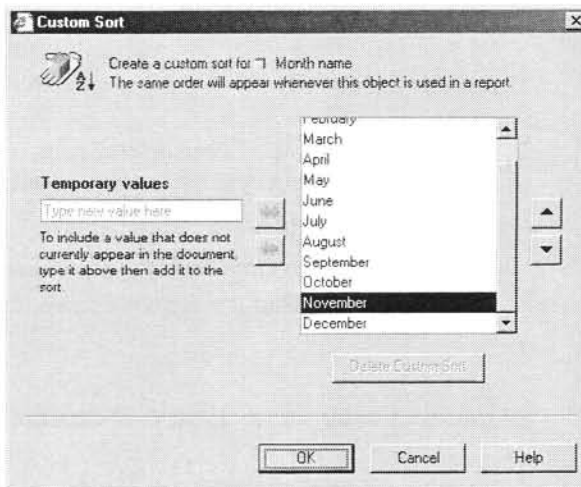 Custom Sort
Create a custom sort for Month name
The same order will appear whenever this object is used in a report.
A
Z
Temporary values
Type new value here
To include a value that does not
currently appear in the document,
type it above then add it to the
sort.
February
March
April
May
June
July
August
September
October
November
December
Delete Custom Sort
OK
Cancel
Help